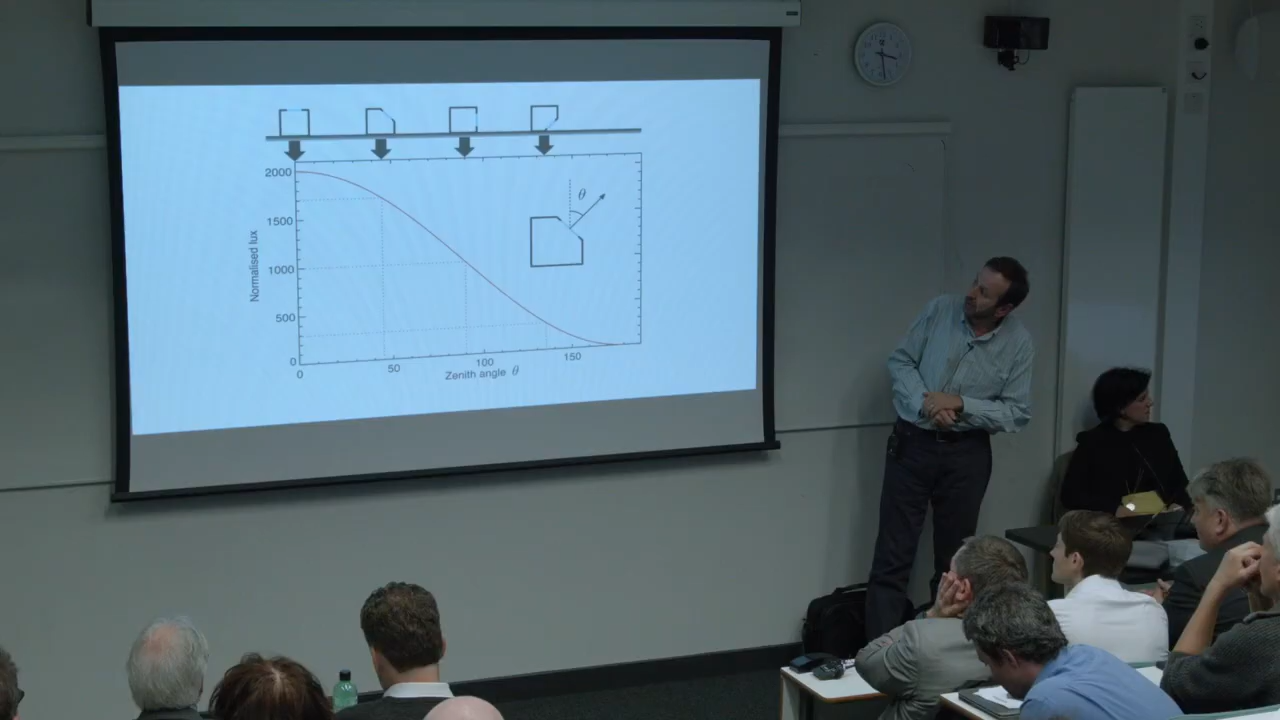 2000
θ
1500
Normalised lux
1000
500
0
0 50 100 150
Zenith angle θ